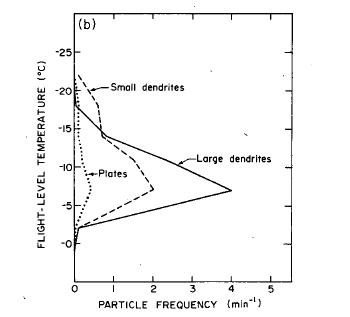 (b)
-25
-20
-15
-10
-5
-0
FLIGHT-LEVEL TEMPERATURE (°C)
Small dendrites
Large dendrites
Plates
0 1 2 3 4 5
PARTICLE FREQUENCY (min⁻¹)